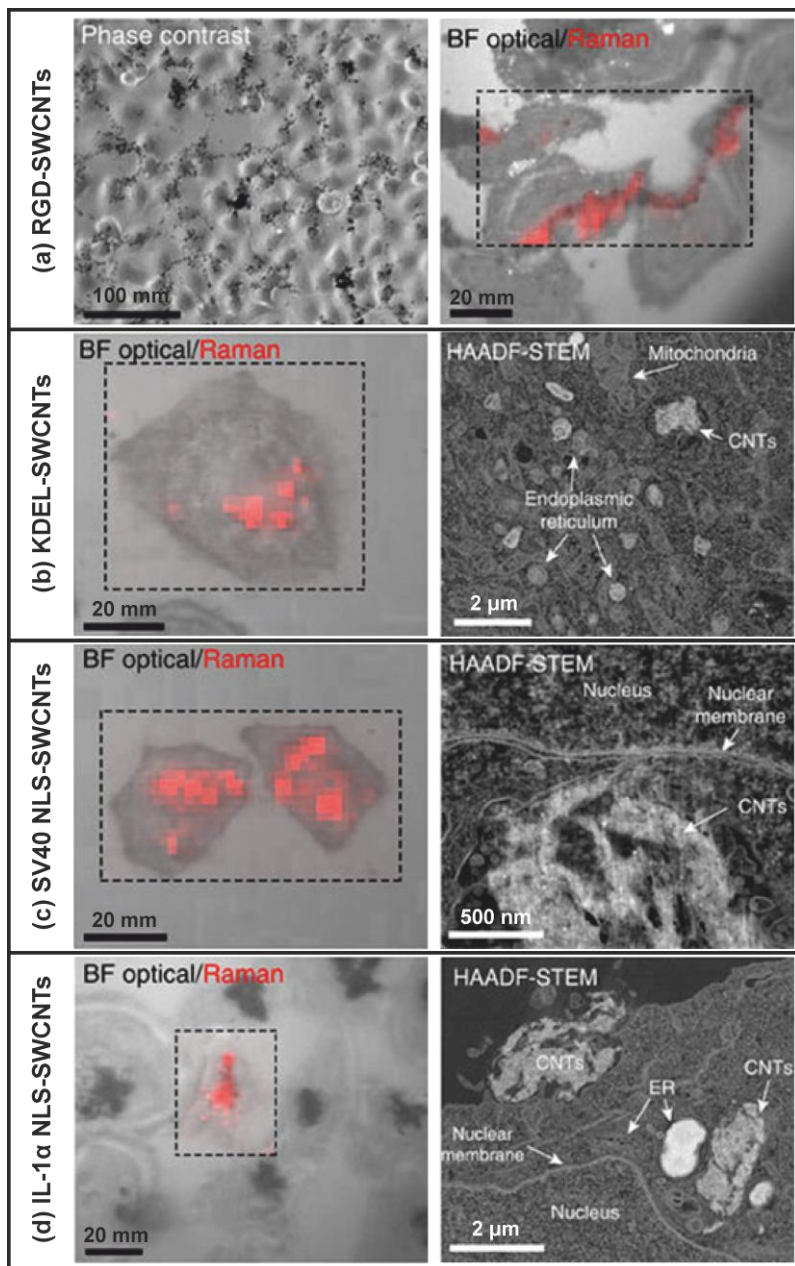 (a) RGD-SWCNTs
Phase contrast
100 mm
BF optical/Raman
20 mm
(b) KDEL-SWCNTs
BF optical/Raman
20 mm
HAADF-STEM
Mitochondria
CNTs
Endoplasmic
reticulum
2 µm
(c) SV40 NLS-SWCNTs
BF optical/Raman
20 mm
HAADF-STEM
Nucleus
Nuclear
membrane
CNTs
500 nm
(d) IL-1α NLS-SWCNTs
BF optical/Raman
20 mm
HAADF-STEM
CNTs
CNTs
ER
Nuclear
membrane
Nucleus
2 µm